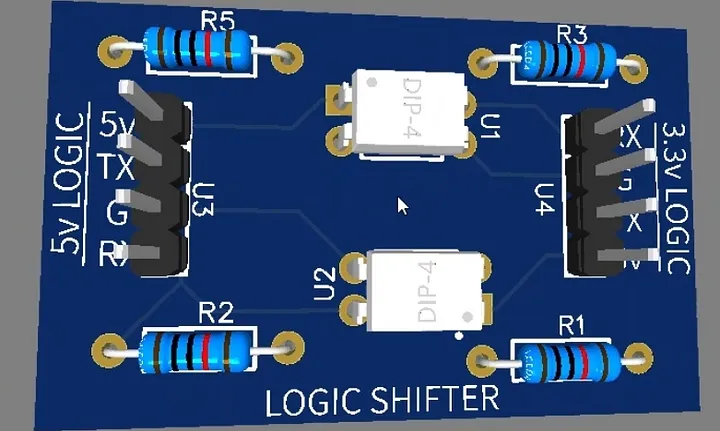 R5
R3
5v
TX
G
RX
5v LOGIC
U3
DIP-4
U1
U4
X
G
X
3.3v LOGIC
U2
DIP-4
R2
R1
LOGIC SHIFTER